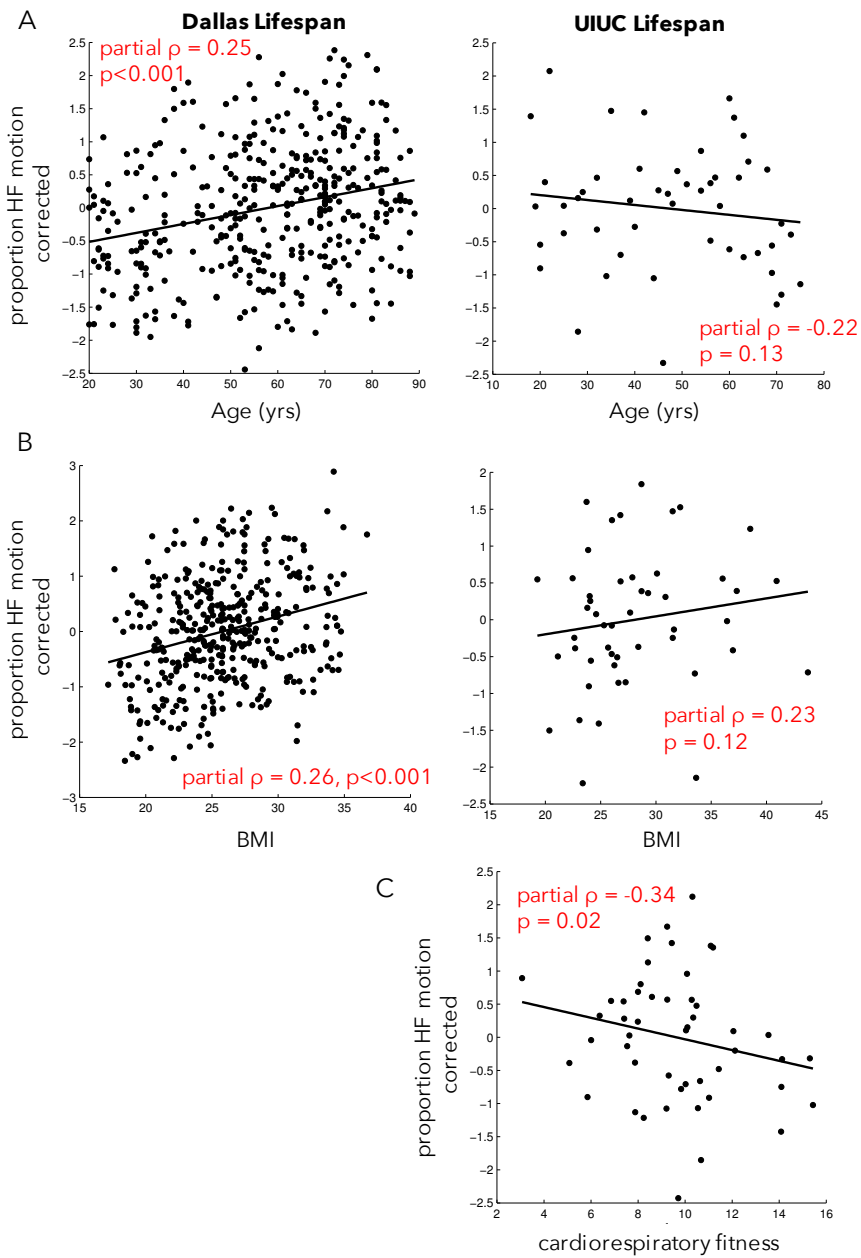 A
Dallas Lifespan
UIUC Lifespan
partial ρ = 0.25
p<0.001
proportion HF motion
corrected
2.5
2
1.5
1
0.5
0
−0.5
−1
−1.5
−2
−2.5
20 30 40 50 60 70 80 90
Age (yrs)
2.5
2
1.5
1
0.5
0
−0.5
−1
−1.5
−2
−2.5
partial ρ = -0.22
p = 0.13
10 20 30 40 50 60 70 80
Age (yrs)
B
proportion HF motion
corrected
3
2
1
0
−1
−2
−3
partial ρ = 0.26, p<0.001
15 20 25 30 35 40
BMI
2
1.5
1
0.5
0
−0.5
−1
−1.5
−2
−2.5
partial ρ = 0.23
p = 0.12
15 20 25 30 35 40 45
BMI
C
partial ρ = -0.34
p = 0.02
proportion HF motion
corrected
2.5
2
1.5
1
0.5
0
−0.5
−1
−1.5
−2
−2.5
2 4 6 8 10 12 14 16
cardiorespiratory fitness